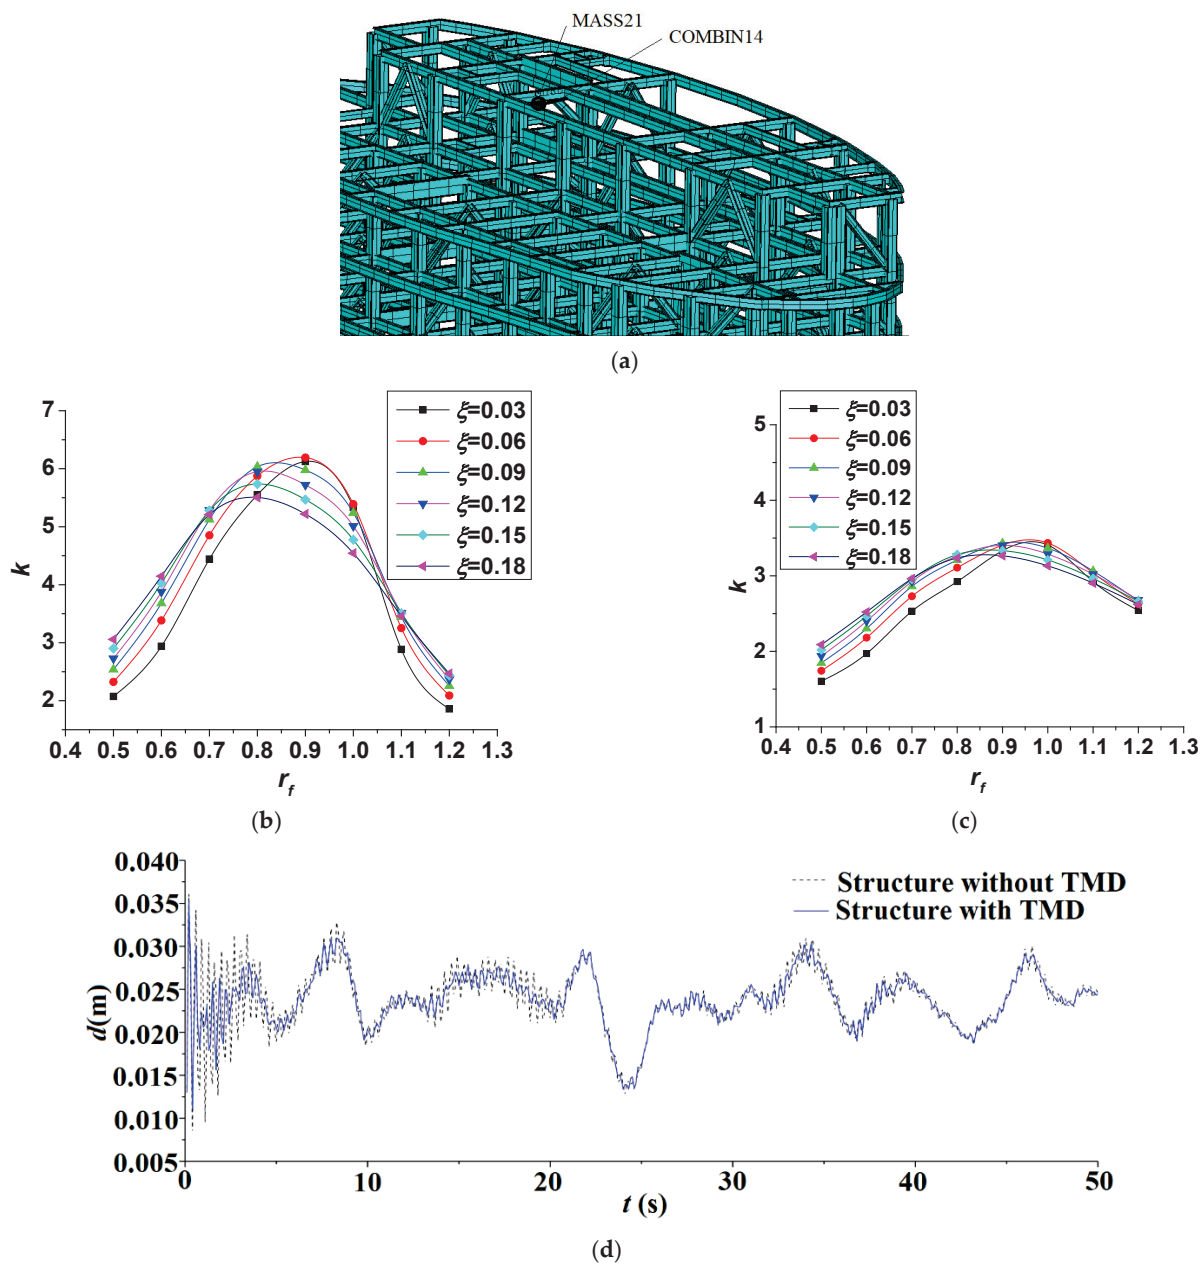 MASS21
COMBIN14
(a)
7
6
5
4
3
2
k
0.4 0.5 0.6 0.7 0.8 0.9 1.0 1.1 1.2 1.3
r_f
ξ=0.03
ξ=0.06
ξ=0.09
ξ=0.12
ξ=0.15
ξ=0.18
(b)
5
4
3
2
1
k
0.4 0.5 0.6 0.7 0.8 0.9 1.0 1.1 1.2 1.3
r_f
ξ=0.03
ξ=0.06
ξ=0.09
ξ=0.12
ξ=0.15
ξ=0.18
(c)
0.040
0.035
0.030
0.025
0.020
0.015
0.010
0.005
d(m)
0 10 20 30 40 50
t (s)
Structure without TMD
Structure with TMD
(d)